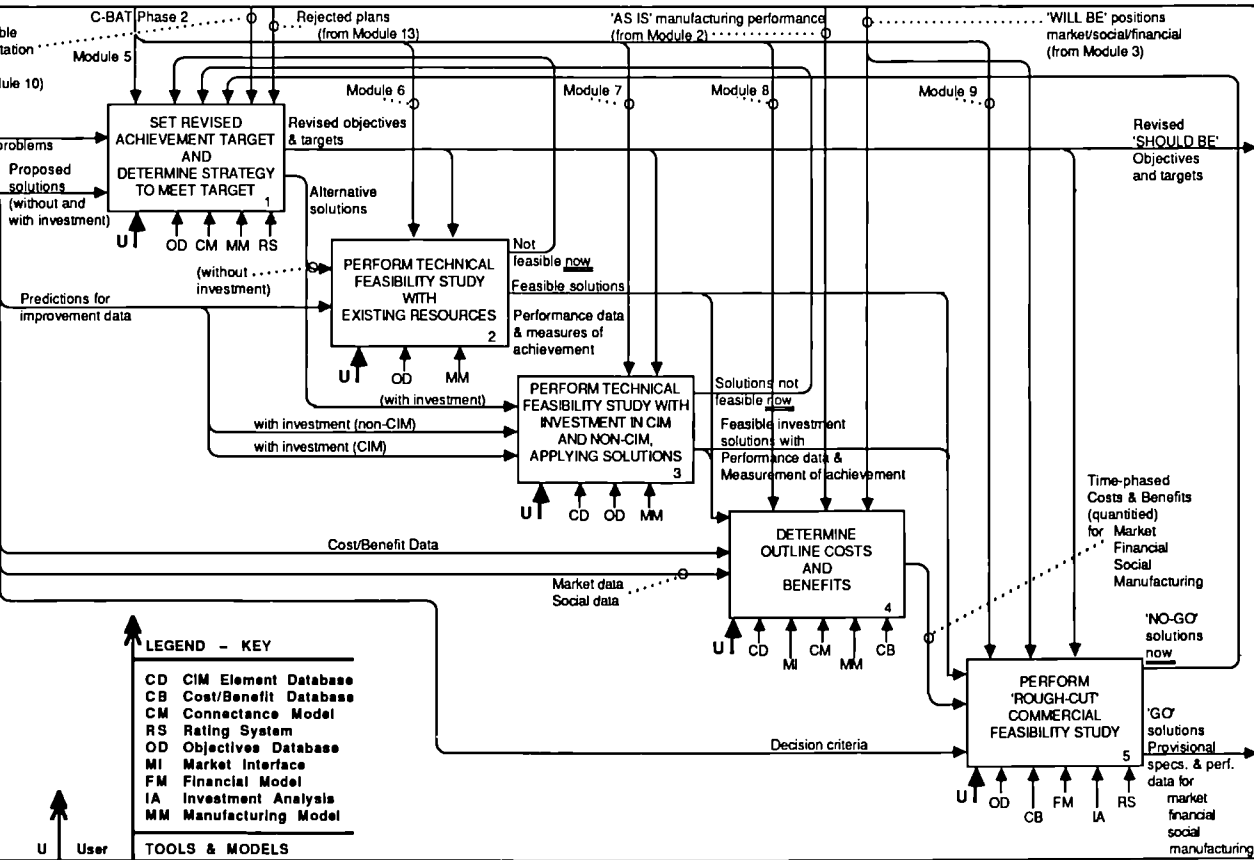 C-BAT Phase 2
Rejected plans
(from Module 13)
'AS IS' manufacturing performance
(from Module 2)
'WILL BE' positions
market/social/financial
(from Module 3)
Module 5
Module 6
Module 7
Module 8
Module 9
SET REVISED
ACHIEVEMENT TARGET
AND
DETERMINE STRATEGY
TO MEET TARGET
1
Revised objectives
& targets
Revised
'SHOULD BE'
Objectives
and targets
problems
Proposed
solutions
(without and
with investment)
Alternative
solutions
U
OD
CM
MM
RS
(without
investment)
PERFORM TECHNICAL
FEASIBILITY STUDY
WITH
EXISTING RESOURCES
2
Not
feasible now
Feasible solutions
Performance data
& measures of
achievement
Predictions for
improvement data
U
OD
MM
(with investment)
with investment (non-CIM)
with investment (CIM)
PERFORM TECHNICAL
FEASIBILITY STUDY WITH
INVESTMENT IN CIM
AND NON-CIM,
APPLYING SOLUTIONS
3
Solutions not
feasible now
Feasible investment
solutions with
Performance data &
Measurement of achievement
U
CD
OD
MM
Cost/Benefit Data
Market data
Social data
DETERMINE
OUTLINE COSTS
AND
BENEFITS
4
Time-phased
Costs & Benefits
(quantitied)
for Market
Financial
Social
Manufacturing
U
CD
MI
CM
MM
CB
'NO-GO'
solutions
now
Decision criteria
PERFORM
'ROUGH-CUT'
COMMERCIAL
FEASIBILITY STUDY
5
'GO'
solutions
Provisional
specs. & perf.
data for
market
financial
social
manufacturing
U
OD
CB
FM
IA
RS
LEGEND – KEY
CD CIM Element Database
CB Cost/Benefit Database
CM Connectance Model
RS Rating System
OD Objectives Database
MI Market Interface
FM Financial Model
IA Investment Analysis
MM Manufacturing Model
U User
TOOLS & MODELS